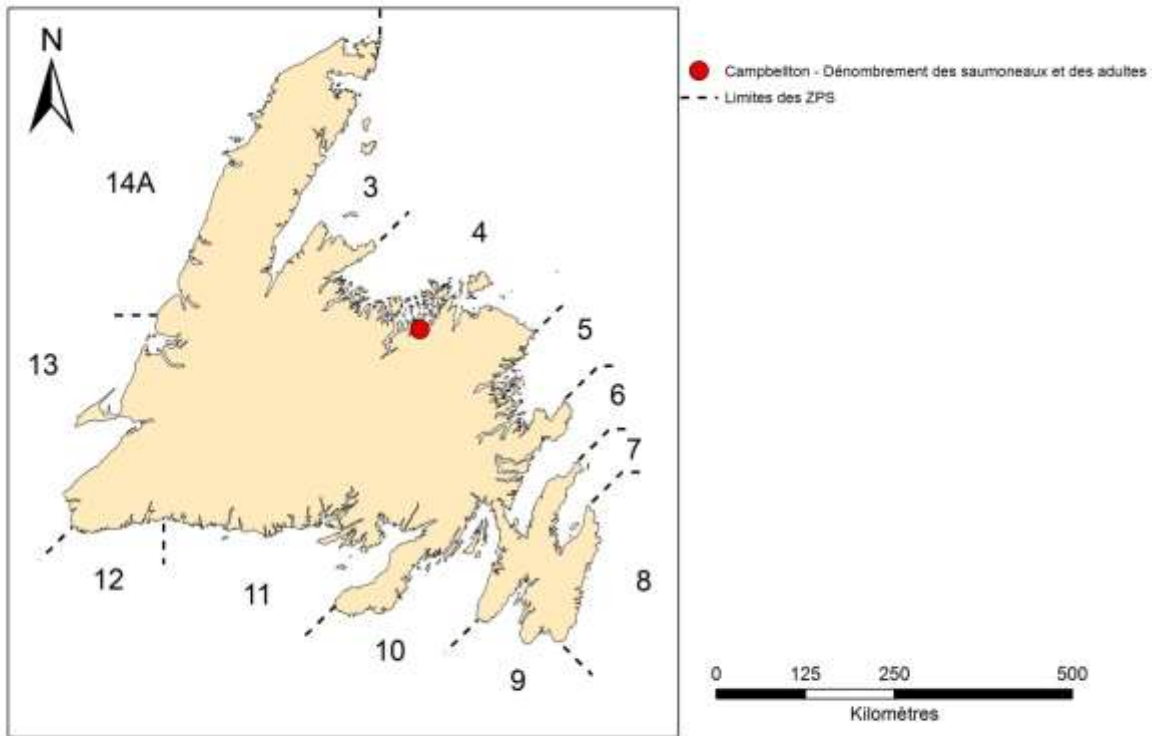 N
Campbellton - Dénombrement des saumoneaux et des adultes
Limites des ZPS
14A
3
4
5
13
6
7
12
11
8
10
9
0 125 250 500
Kilomètres